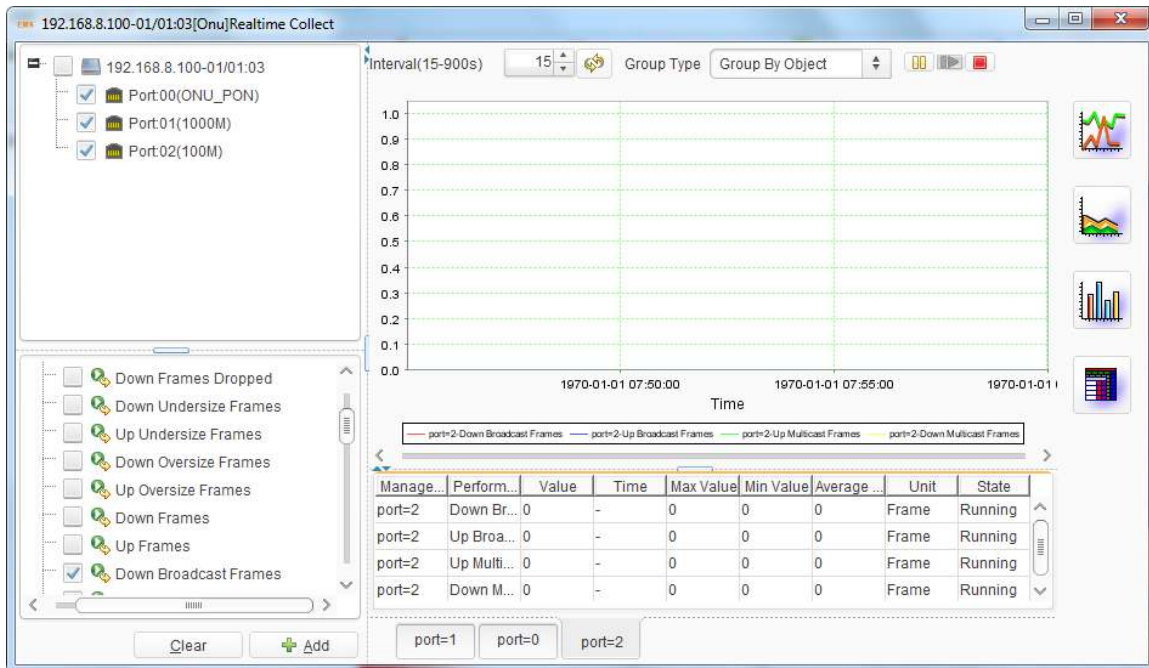 EMS 192.168.8.100-01/01:03[Onu]Realtime Collect
192.168.8.100-01/01:03
Port:00(ONU_PON)
Port:01(1000M)
Port:02(100M)
Down Frames Dropped
Down Undersize Frames
Up Undersize Frames
Down Oversize Frames
Up Oversize Frames
Down Frames
Up Frames
Down Broadcast Frames
Clear Add
Interval(15-900s) 15 Group Type Group By Object
1.0
0.9
0.8
0.7
0.6
0.5
0.4
0.3
0.2
0.1
0.0
1970-01-01 07:50:00 1970-01-01 07:55:00 1970-01-01
Time
port=2-Down Broadcast Frames port=2-Up Broadcast Frames port=2-Up Multicast Frames port=2-Down Multicast Frames
Manage... Perform... Value Time Max Value Min Value Average ... Unit State
port=2 Down Br... 0 - 0 0 0 Frame Running
port=2 Up Broa... 0 - 0 0 0 Frame Running
port=2 Up Multi... 0 - 0 0 0 Frame Running
port=2 Down M... 0 - 0 0 0 Frame Running
port=1 port=0 port=2